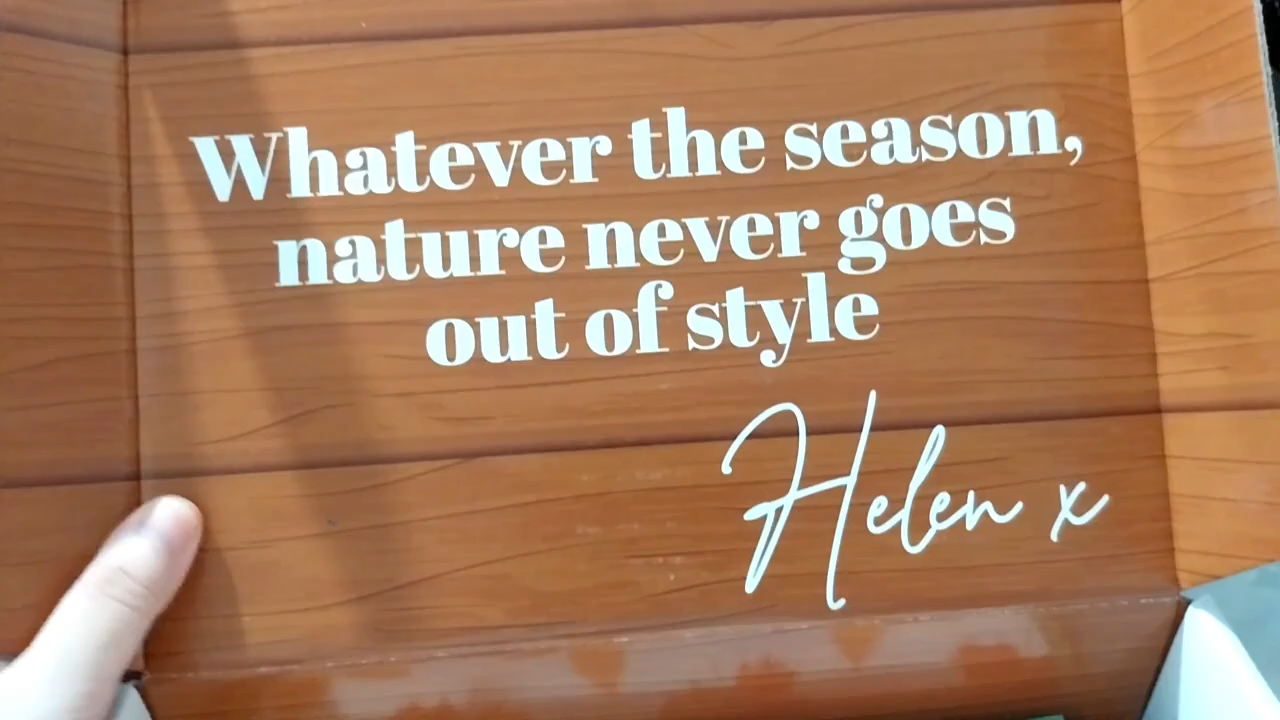 Whatever the season,
nature never goes
out of style
Helen x